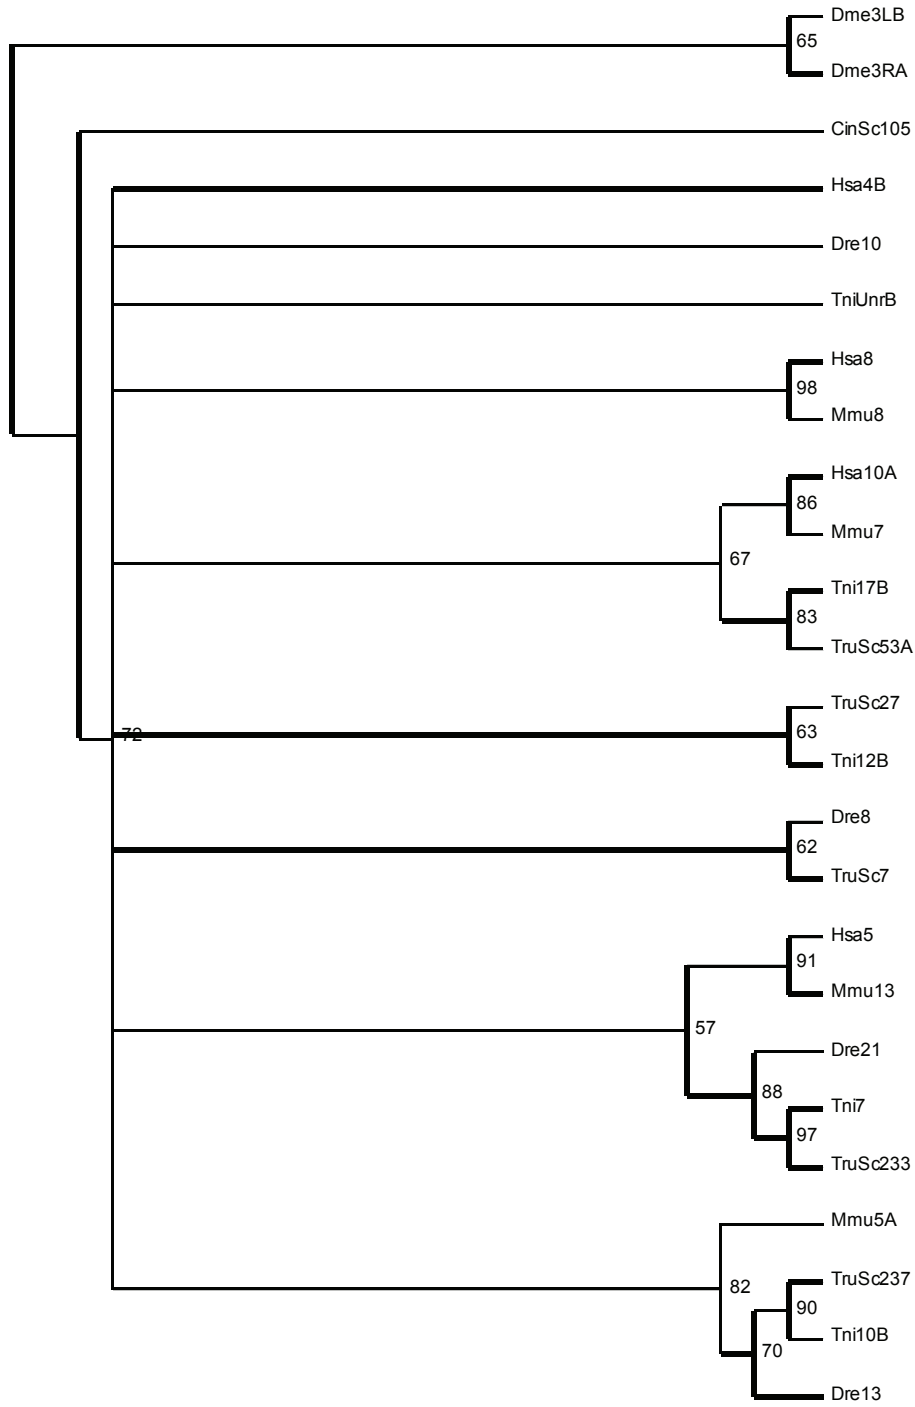 Dme3LB
65
Dme3RA
CinSc105
Hsa4B
Dre10
TniUnrB
Hsa8
98
Mmu8
Hsa10A
86
Mmu7
67
Tni17B
83
TruSc53A
TruSc27
63
72
Tni12B
Dre8
62
TruSc7
Hsa5
91
Mmu13
57
Dre21
88
Tni7
97
TruSc233
Mmu5A
82
TruSc237
90
Tni10B
70
Dre13